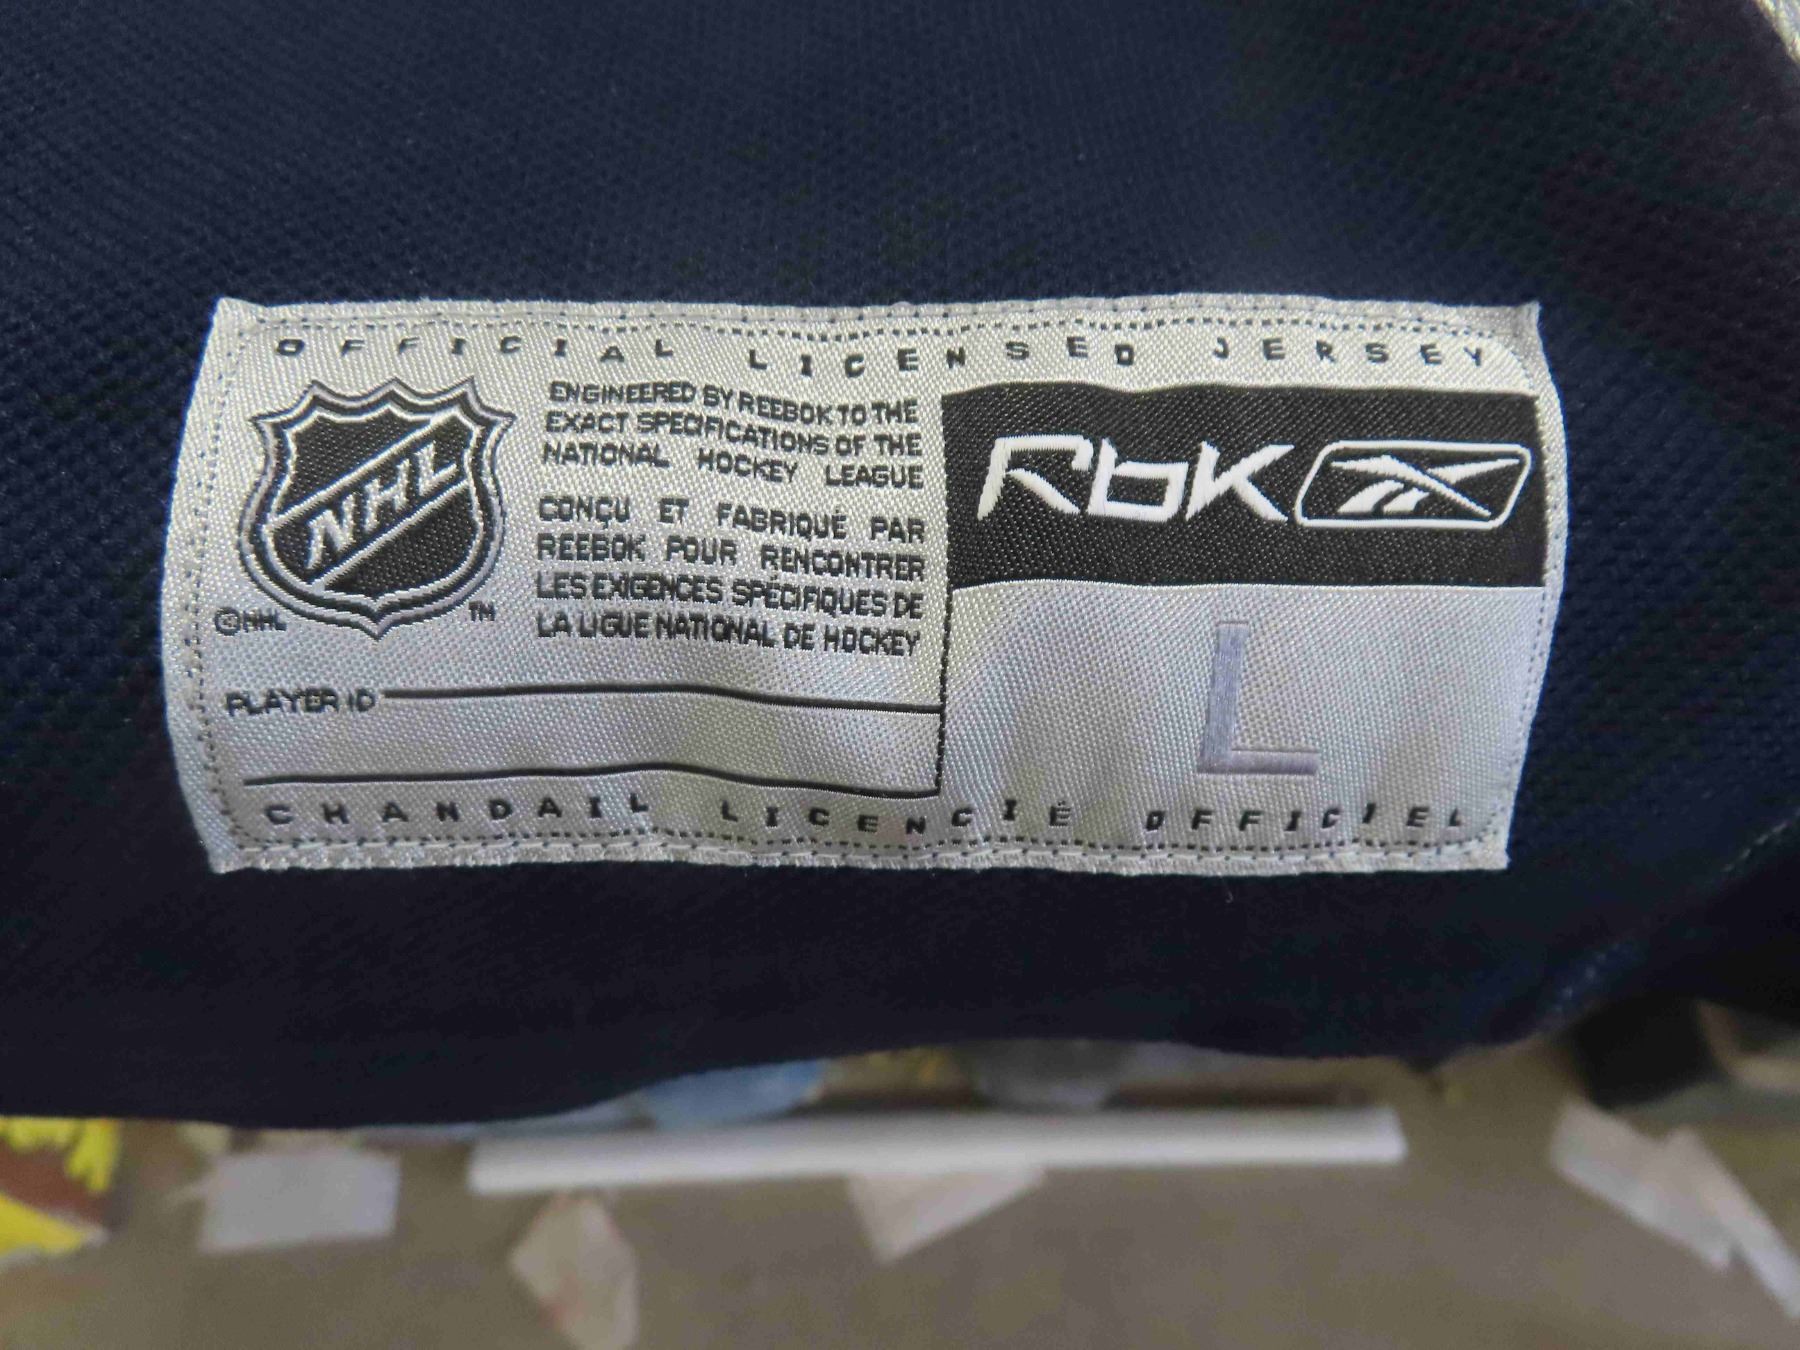 OFFICIAL LICENSED JERSEY
NHL
©NHL
TM
ENGINEERED BY REEBOK TO THE
EXACT SPECIFICATIONS OF THE
NATIONAL HOCKEY LEAGUE
CONÇU ET FABRIQUÉ PAR
REEBOK POUR RENCONTRER
LES EXIGENCES SPÉCIFIQUES DE
LA LIGUE NATIONAL DE HOCKEY
PLAYER ID
Rbk
L
CHANDAIL LICENCIÉ OFFICIEL